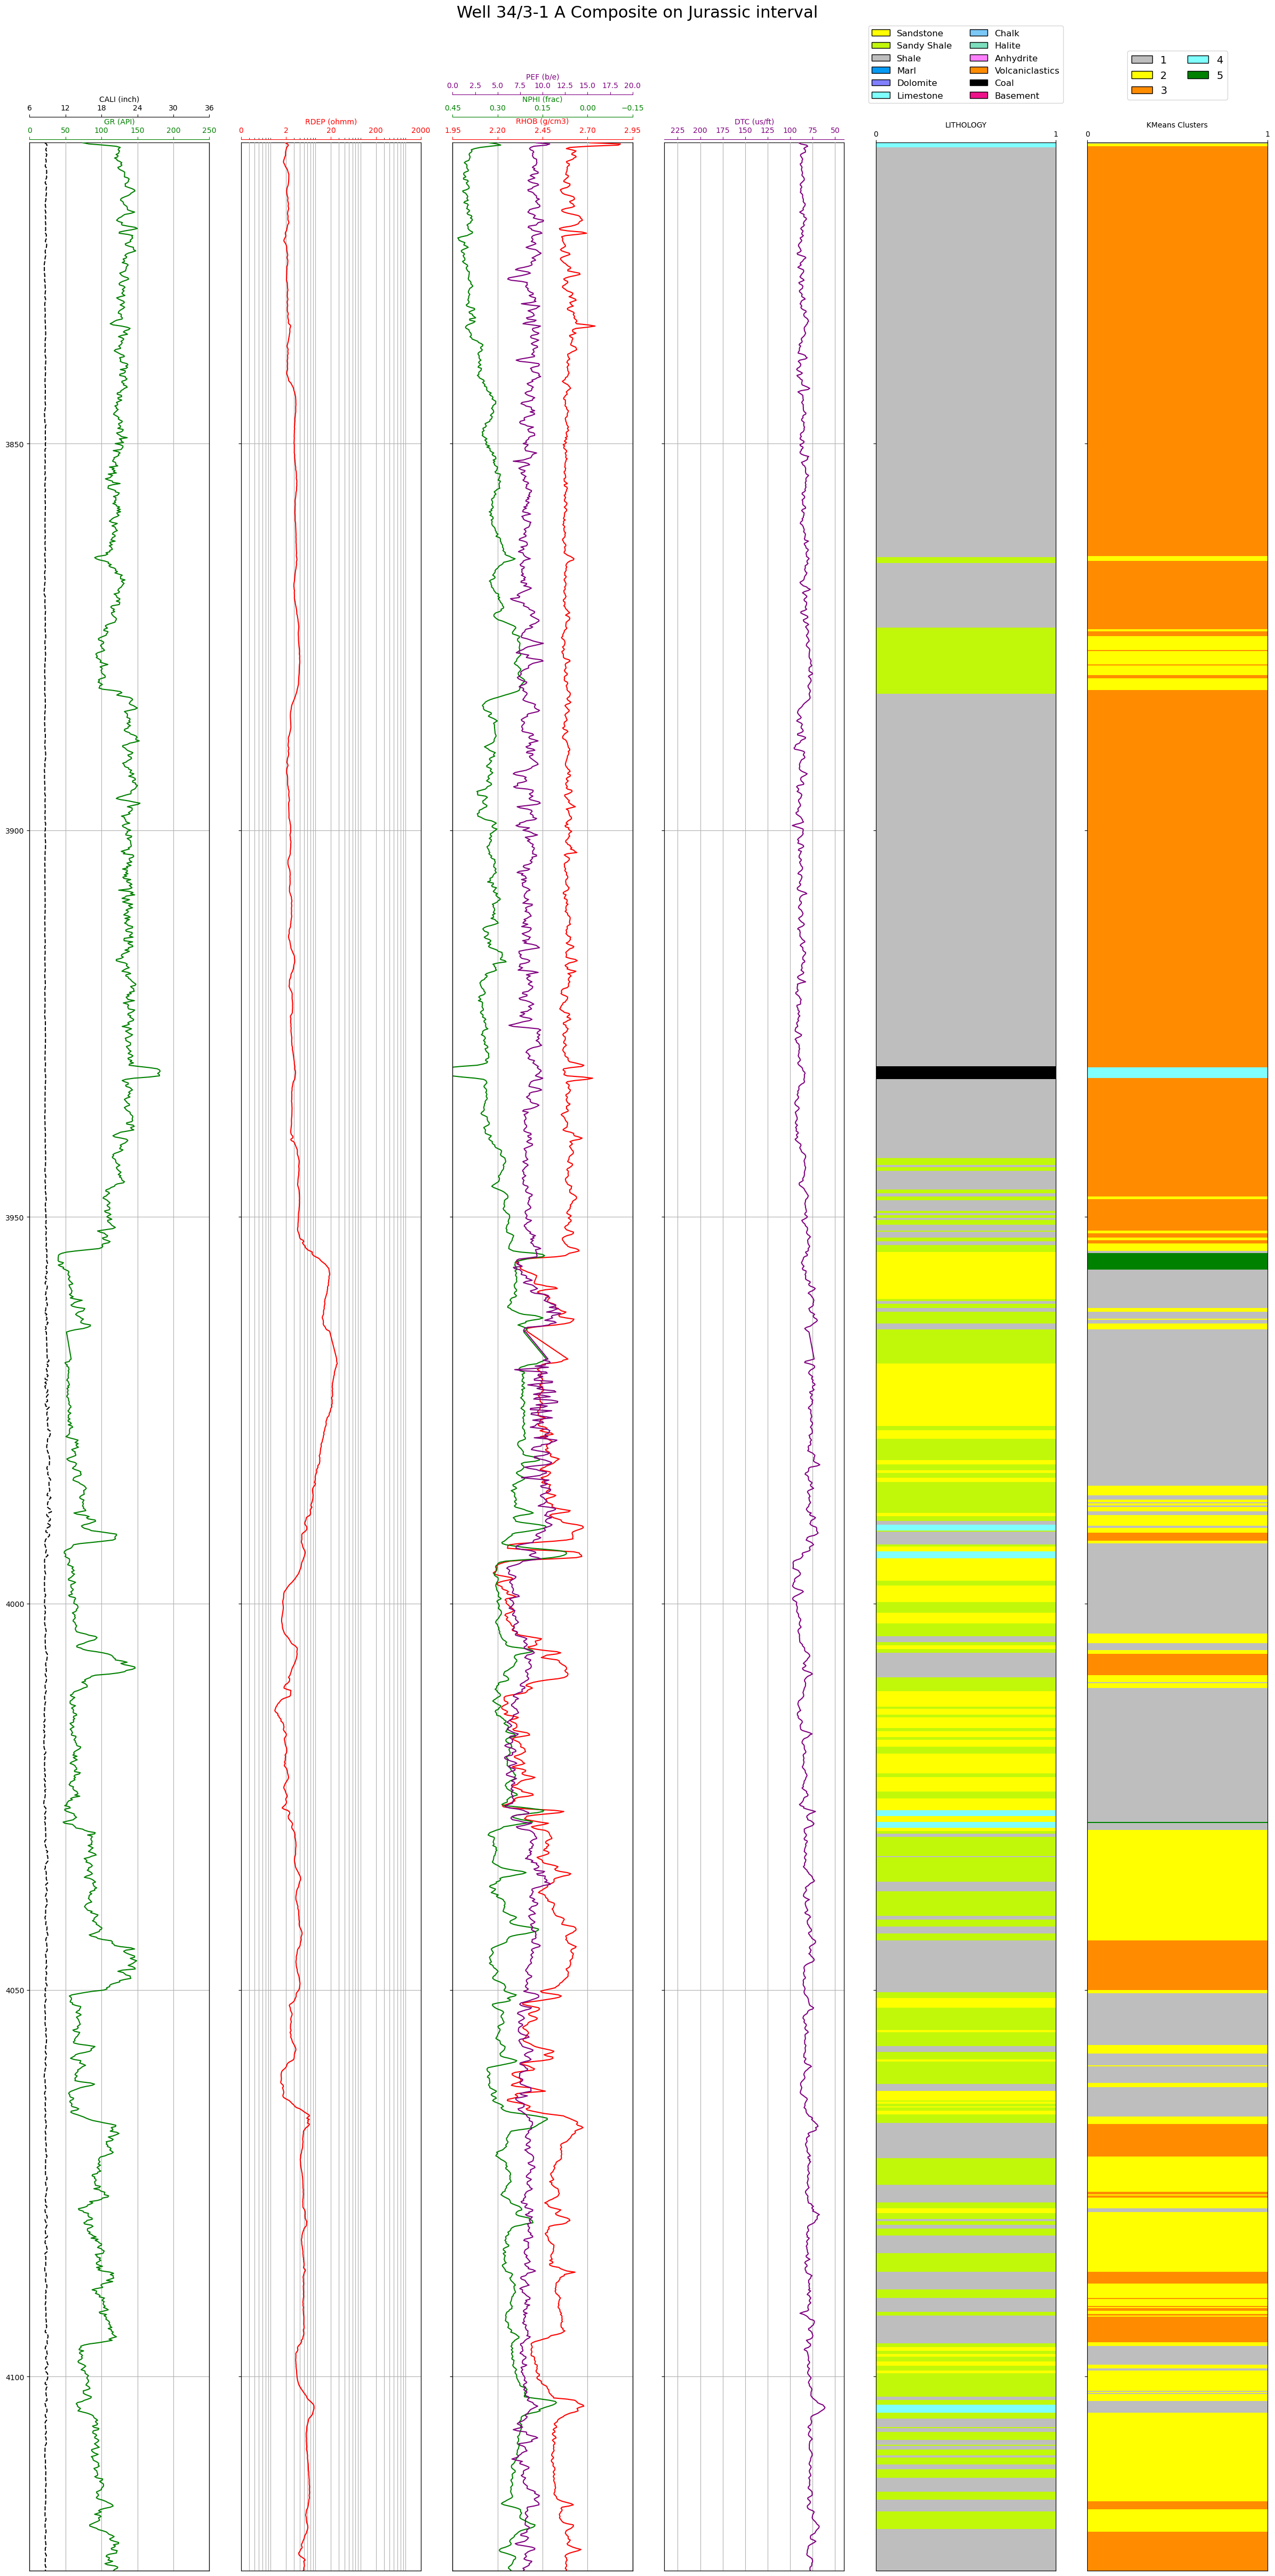 Well 34/3-1 A Composite on Jurassic interval
Sandstone
Sandy Shale
Shale
Marl
Dolomite
Limestone
Chalk
Halite
Anhydrite
Volcaniclastics
Coal
Basement
1
2
3
4
5
PEF (b/e)
0.0 2.5 5.0 7.5 10.0 12.5 15.0 17.5 20.0
CALI (inch)
6 12 18 24 30 36
NPHI (frac)
0.45 0.30 0.15 0.00 −0.15
GR (API)
0 50 100 150 200 250
RDEP (ohmm)
0 2 20 200 2000
RHOB (g/cm3)
1.95 2.20 2.45 2.70 2.95
DTC (us/ft)
225 200 175 150 125 100 75 50
LITHOLOGY
0 1
KMeans Clusters
0 1
3850
3900
3950
4000
4050
4100